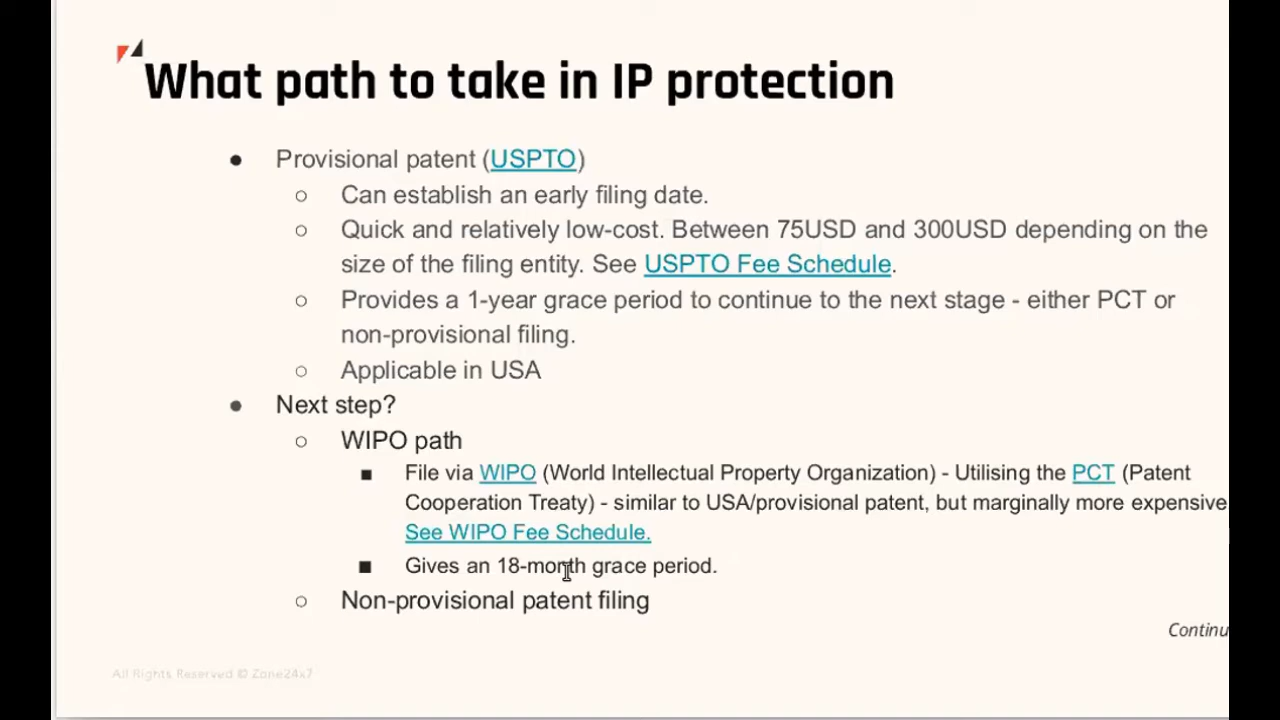 What path to take in IP protection
● Provisional patent (USPTO)
○ Can establish an early filing date.
○ Quick and relatively low-cost. Between 75USD and 300USD depending on the
size of the filing entity. See USPTO Fee Schedule.
○ Provides a 1-year grace period to continue to the next stage - either PCT or
non-provisional filing.
○ Applicable in USA
● Next step?
○ WIPO path
■ File via WIPO (World Intellectual Property Organization) - Utilising the PCT (Patent
Cooperation Treaty) - similar to USA/provisional patent, but marginally more expensive
See WIPO Fee Schedule.
■ Gives an 18-month grace period.
○ Non-provisional patent filing
Continu
All Rights Reserved © Zone24x7